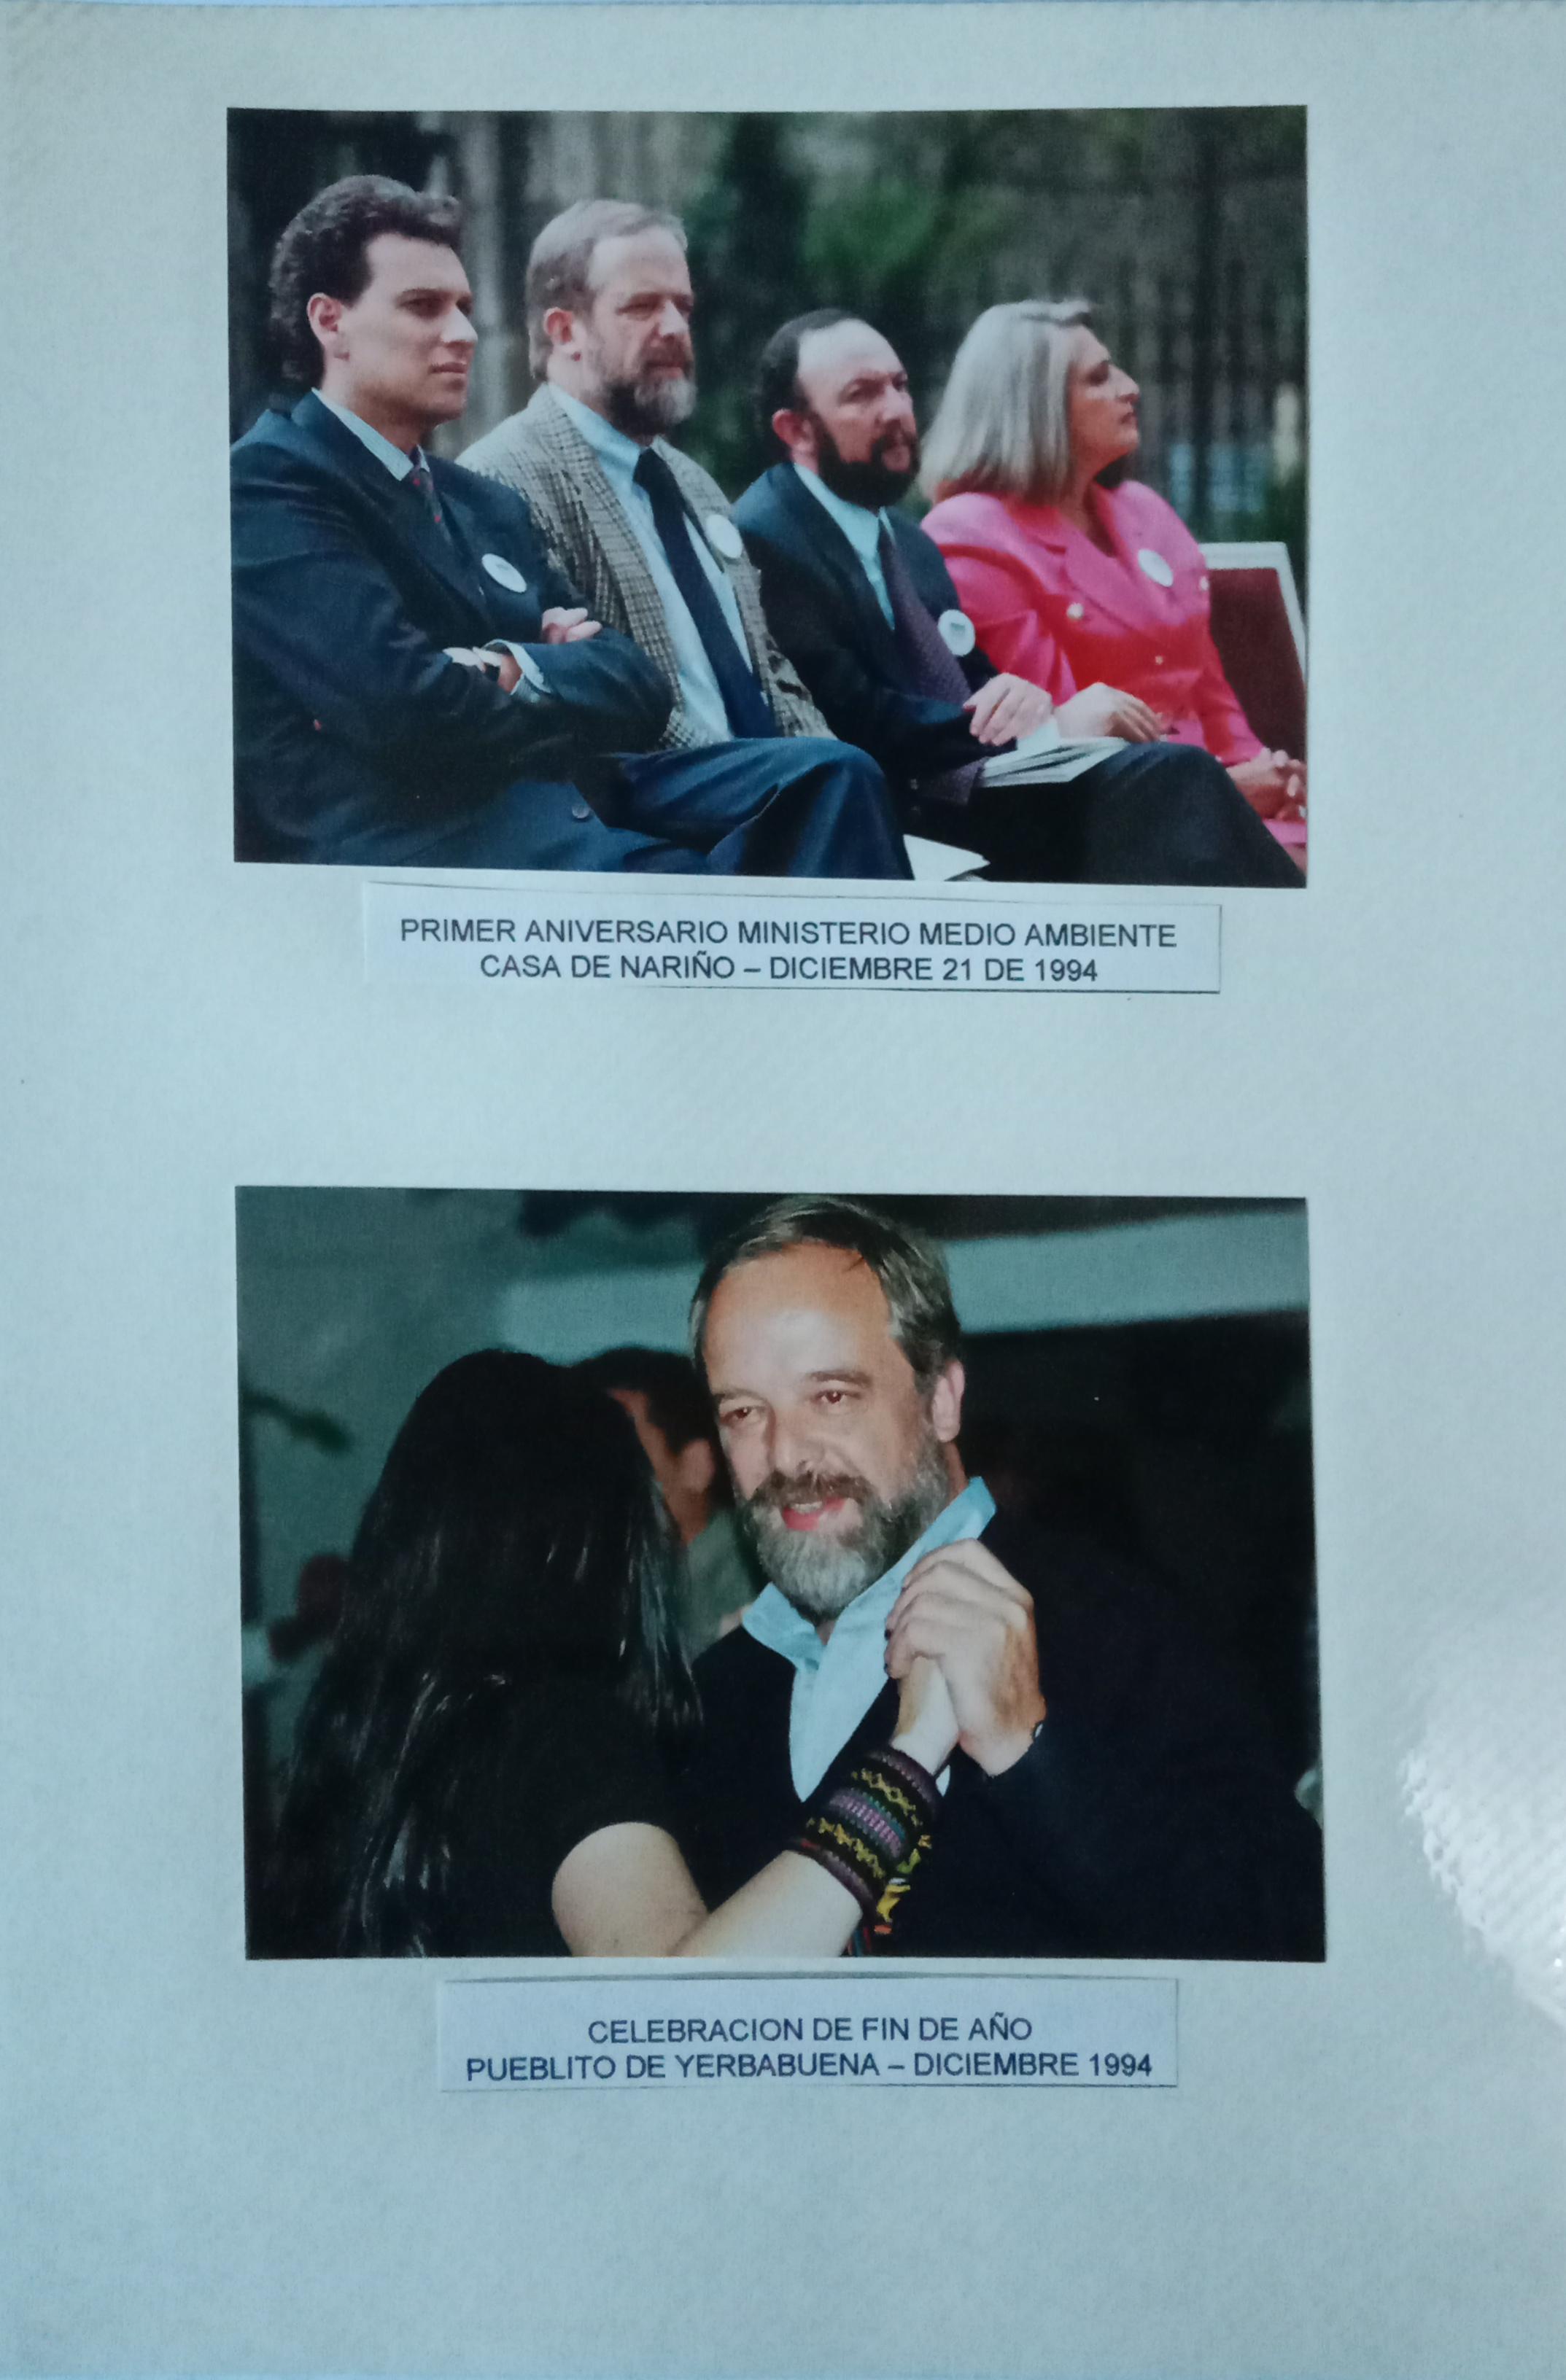 PRIMER ANIVERSARIO MINISTERIO MEDIO AMBIENTE
CASA DE NARIÑO – DICIEMBRE 21 DE 1994
CELEBRACION DE FIN DE AÑO
PUEBLITO DE YERBABUENA – DICIEMBRE 1994